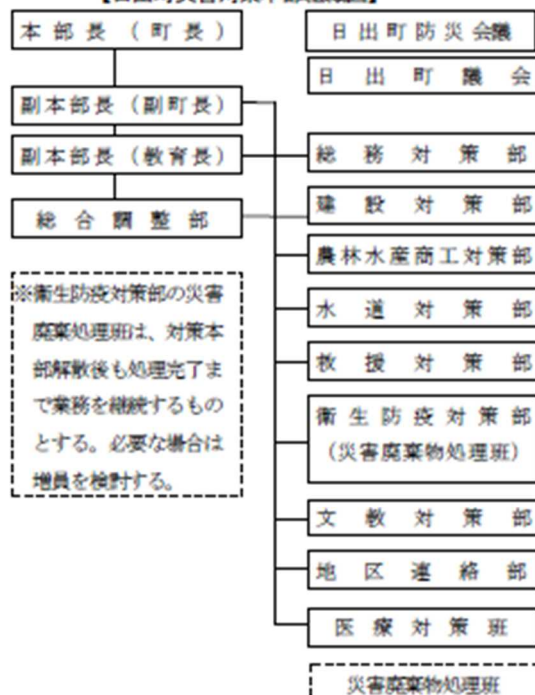 本部長（町長）
日出町防災会議
日出町議会
副本部長（副町長）
副本部長（教育長）
総務対策部
総合調整部
建設対策部
農林水産商工対策部
水道対策部
救援対策部
衛生防疫対策部
（災害廃棄物処理班）
文教対策部
地区連絡部
医療対策班
※衛生防疫対策部の災害
廃棄処理班は、対策本
部解散後も処理完了ま
で業務を継続するもの
とする。必要な場合は
増員を検討する。
災害廃棄物処理班